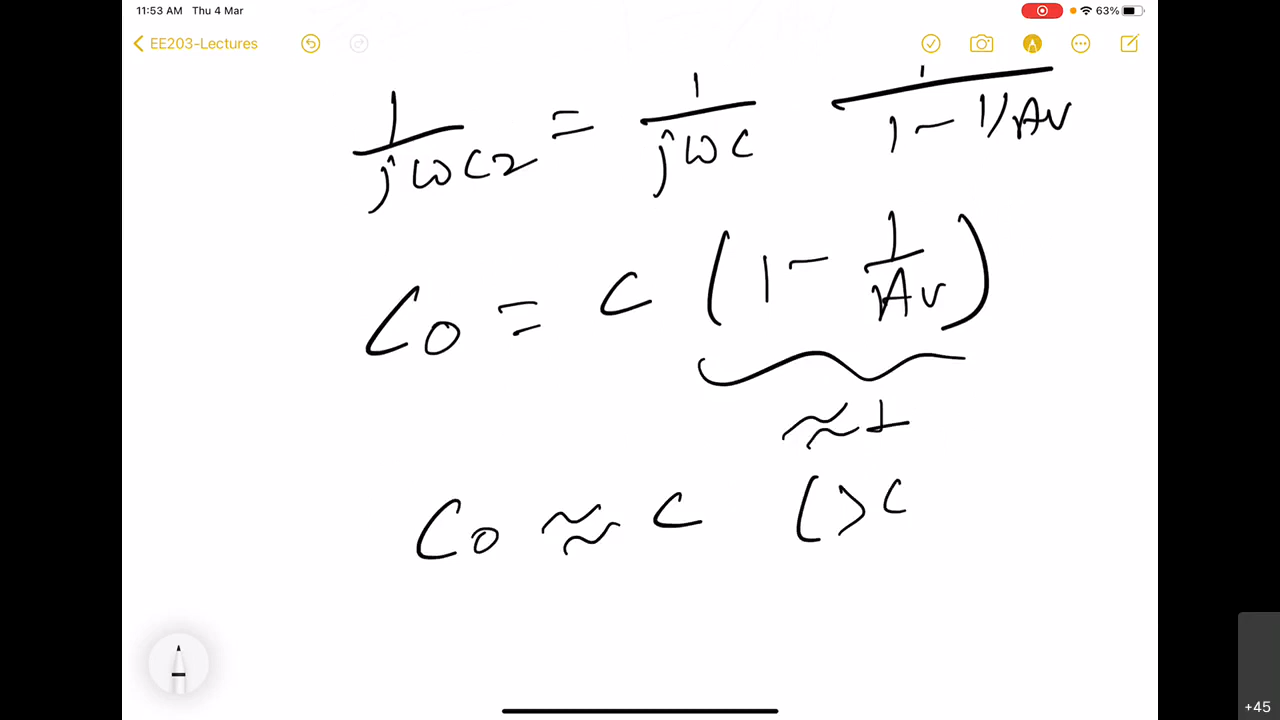 11:53 AM Thu 4 Mar 63%
EE203-Lectures
1/jωC2 = 1/jωC 1/(1 - 1/Av)
Co = C (1 - 1/Av)
≈ 1
Co ≈ C (> C
+45